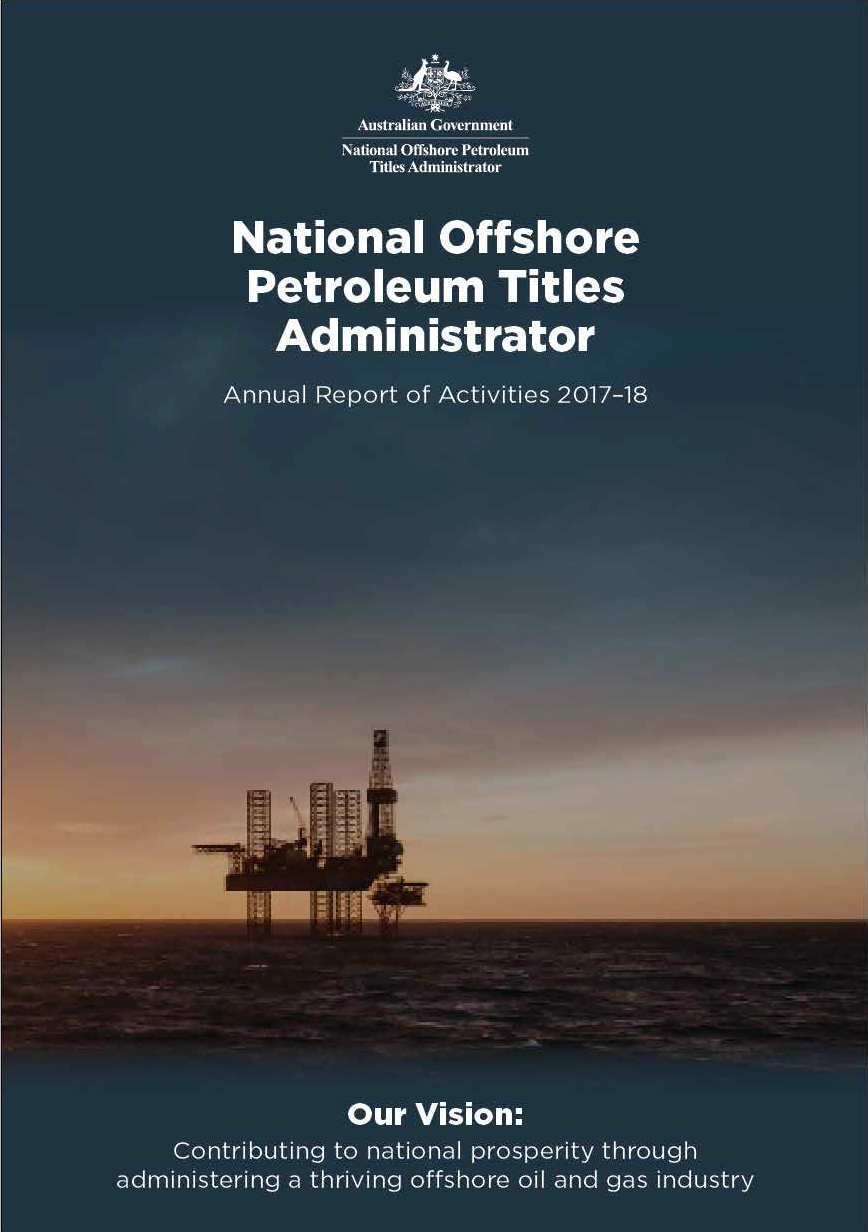 Australian Government
National Offshore Petroleum
Titles Administrator
National Offshore
Petroleum Titles
Administrator
Annual Report of Activities 2017–18
Our Vision:
Contributing to national prosperity through
administering a thriving offshore oil and gas industry